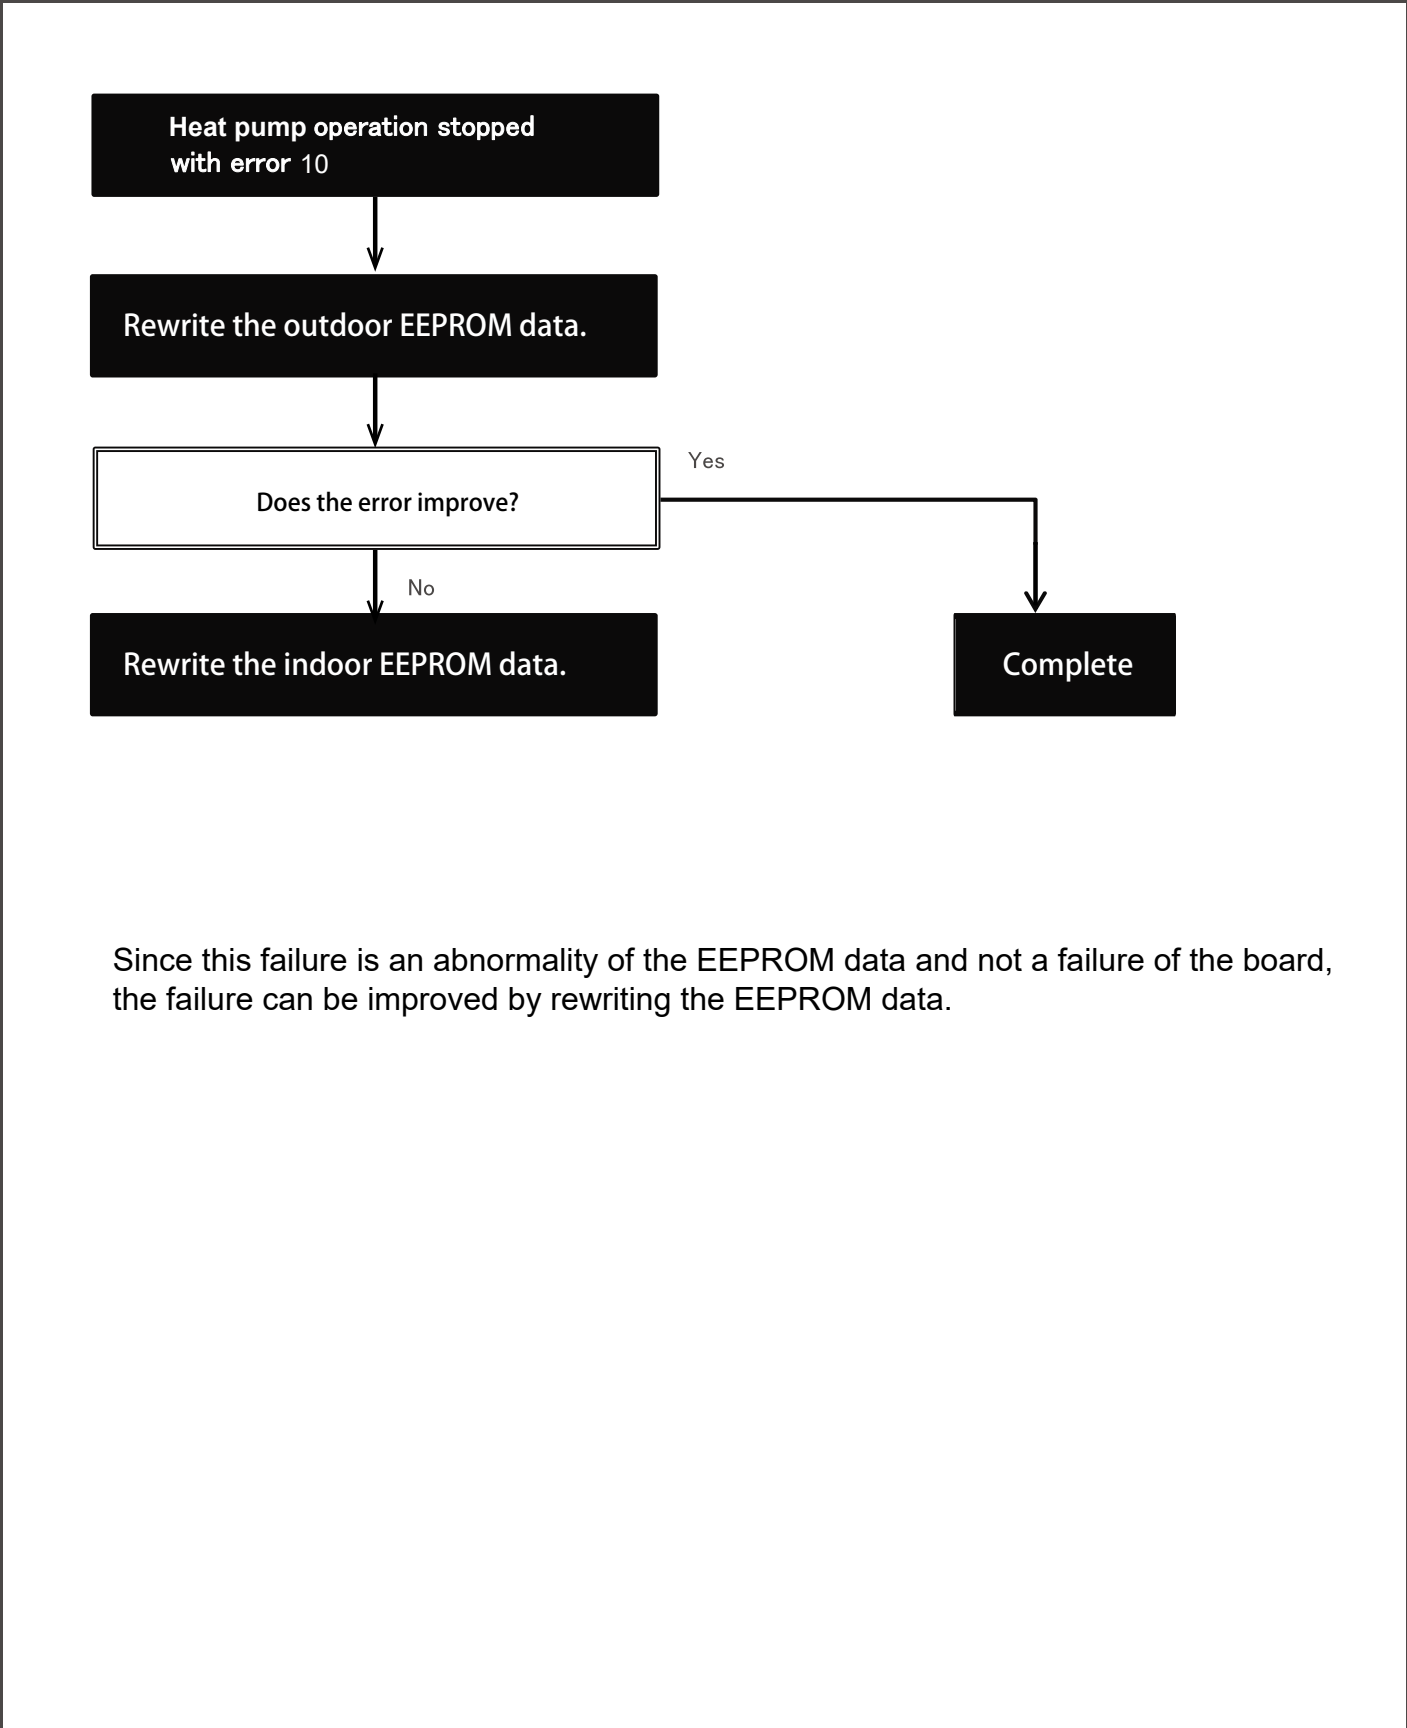 Heat pump operation stopped
with error 10
Rewrite the outdoor EEPROM data.
Yes
Does the error improve?
No
Rewrite the indoor EEPROM data.
Complete
Since this failure is an abnormality of the EEPROM data and not a failure of the board,
the failure can be improved by rewriting the EEPROM data.